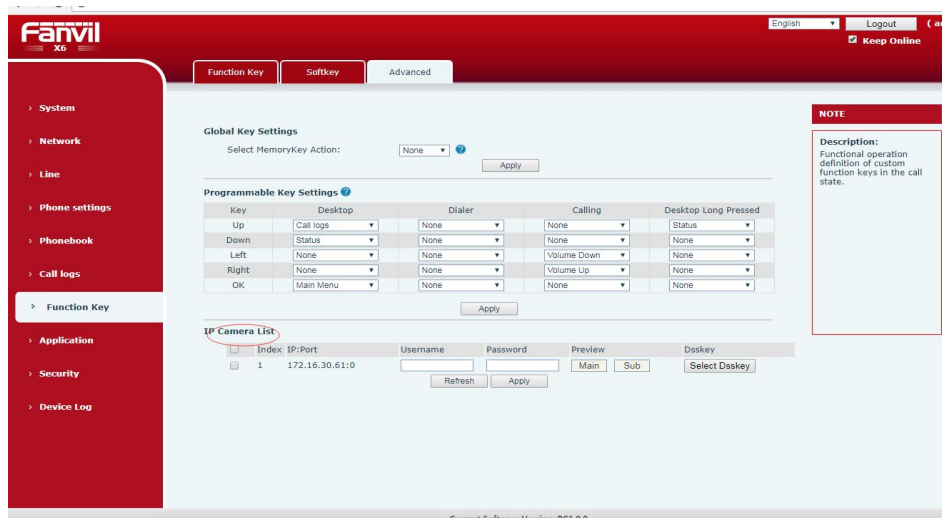 English Logout ( a
Keep Online
Fanvil
X6
Function Key Softkey Advanced
› System
› Network
› Line
› Phone settings
› Phonebook
› Call logs
› Function Key
› Application
› Security
› Device Log
Global Key Settings
Select MemoryKey Action: None
Apply
Programmable Key Settings
Key Desktop Dialer Calling Desktop Long Pressed
Up Call logs None None Status
Down Status None None None
Left None None Volume Down None
Right None None Volume Up None
OK Main Menu None None None
Apply
IP Camera List
Index IP:Port Username Password Preview Dsskey
1 172.16.30.61:0 Main Sub Select Dsskey
Refresh Apply
NOTE
Description:
Functional operation
definition of custom
function keys in the call
state.